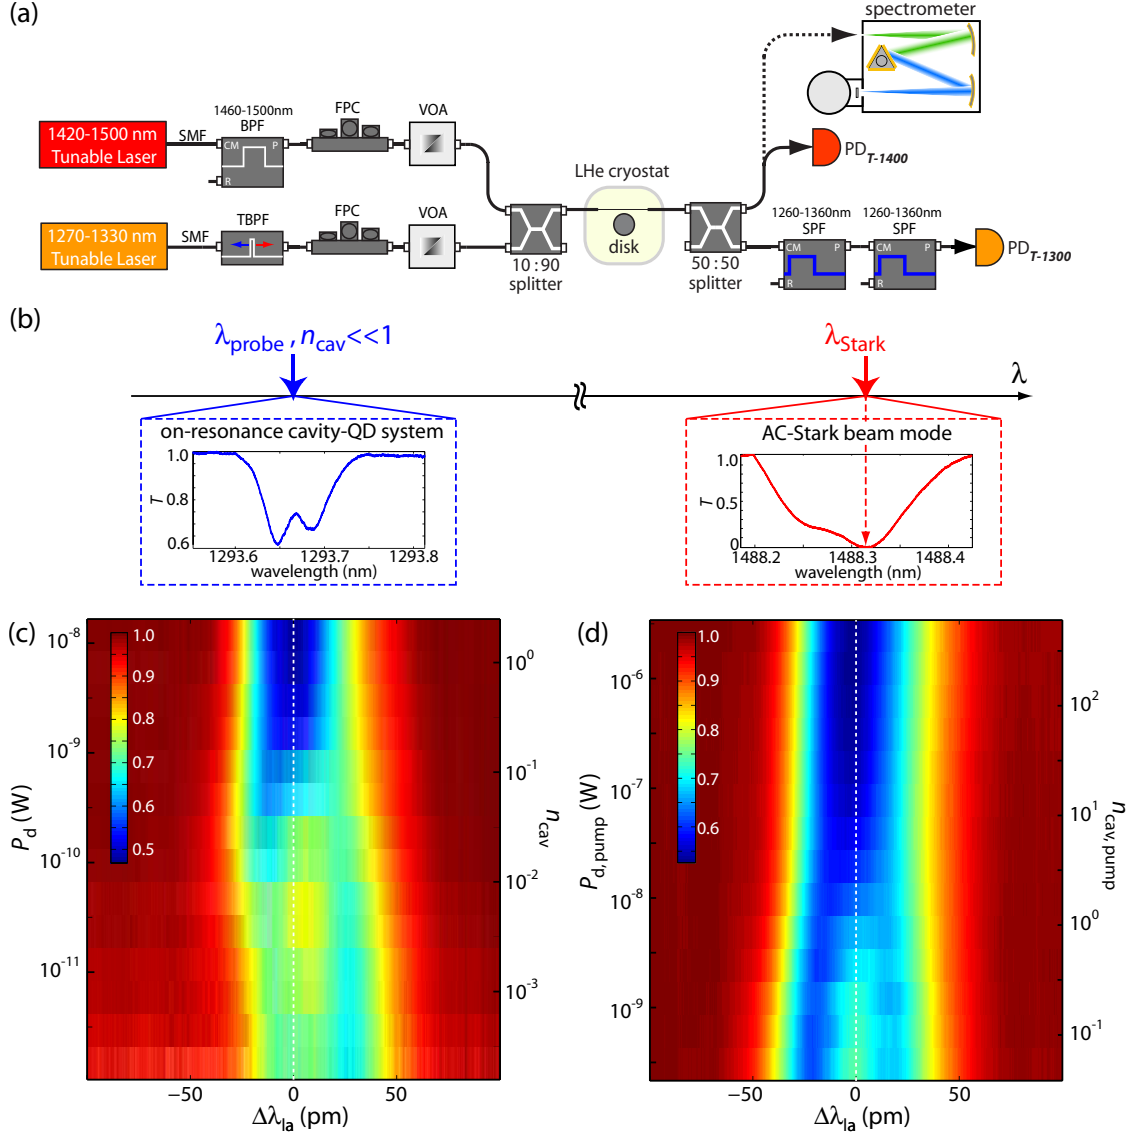 (a)
spectrometer
1420-1500 nm
Tunable Laser
SMF
1460-1500nm
BPF
CM
P
R
FPC
VOA
PD T-1400
LHe cryostat
disk
1270-1330 nm
Tunable Laser
SMF
TBPF
FPC
VOA
10:90
splitter
50:50
splitter
1260-1360nm
SPF
CM
P
R
1260-1360nm
SPF
CM
P
R
PD T-1300
(b)
λprobe , ncav<<1
λStark
λ
on-resonance cavity-QD system
T
1.0
0.8
0.6
1293.6
1293.7
1293.8
wavelength (nm)
AC-Stark beam mode
T
1.0
0.5
0
1488.2
1488.3
1488.4
wavelength (nm)
(c)
Pd (W)
10-8
10-9
10-10
10-11
1.0
0.9
0.8
0.7
0.6
0.5
100
10-1
10-2
10-3
ncav
−50
0
50
Δλla (pm)
(d)
Pd,pump (W)
10-6
10-7
10-8
10-9
1.0
0.9
0.8
0.7
0.6
102
101
100
10-1
ncav, pump
−50
0
50
Δλla (pm)